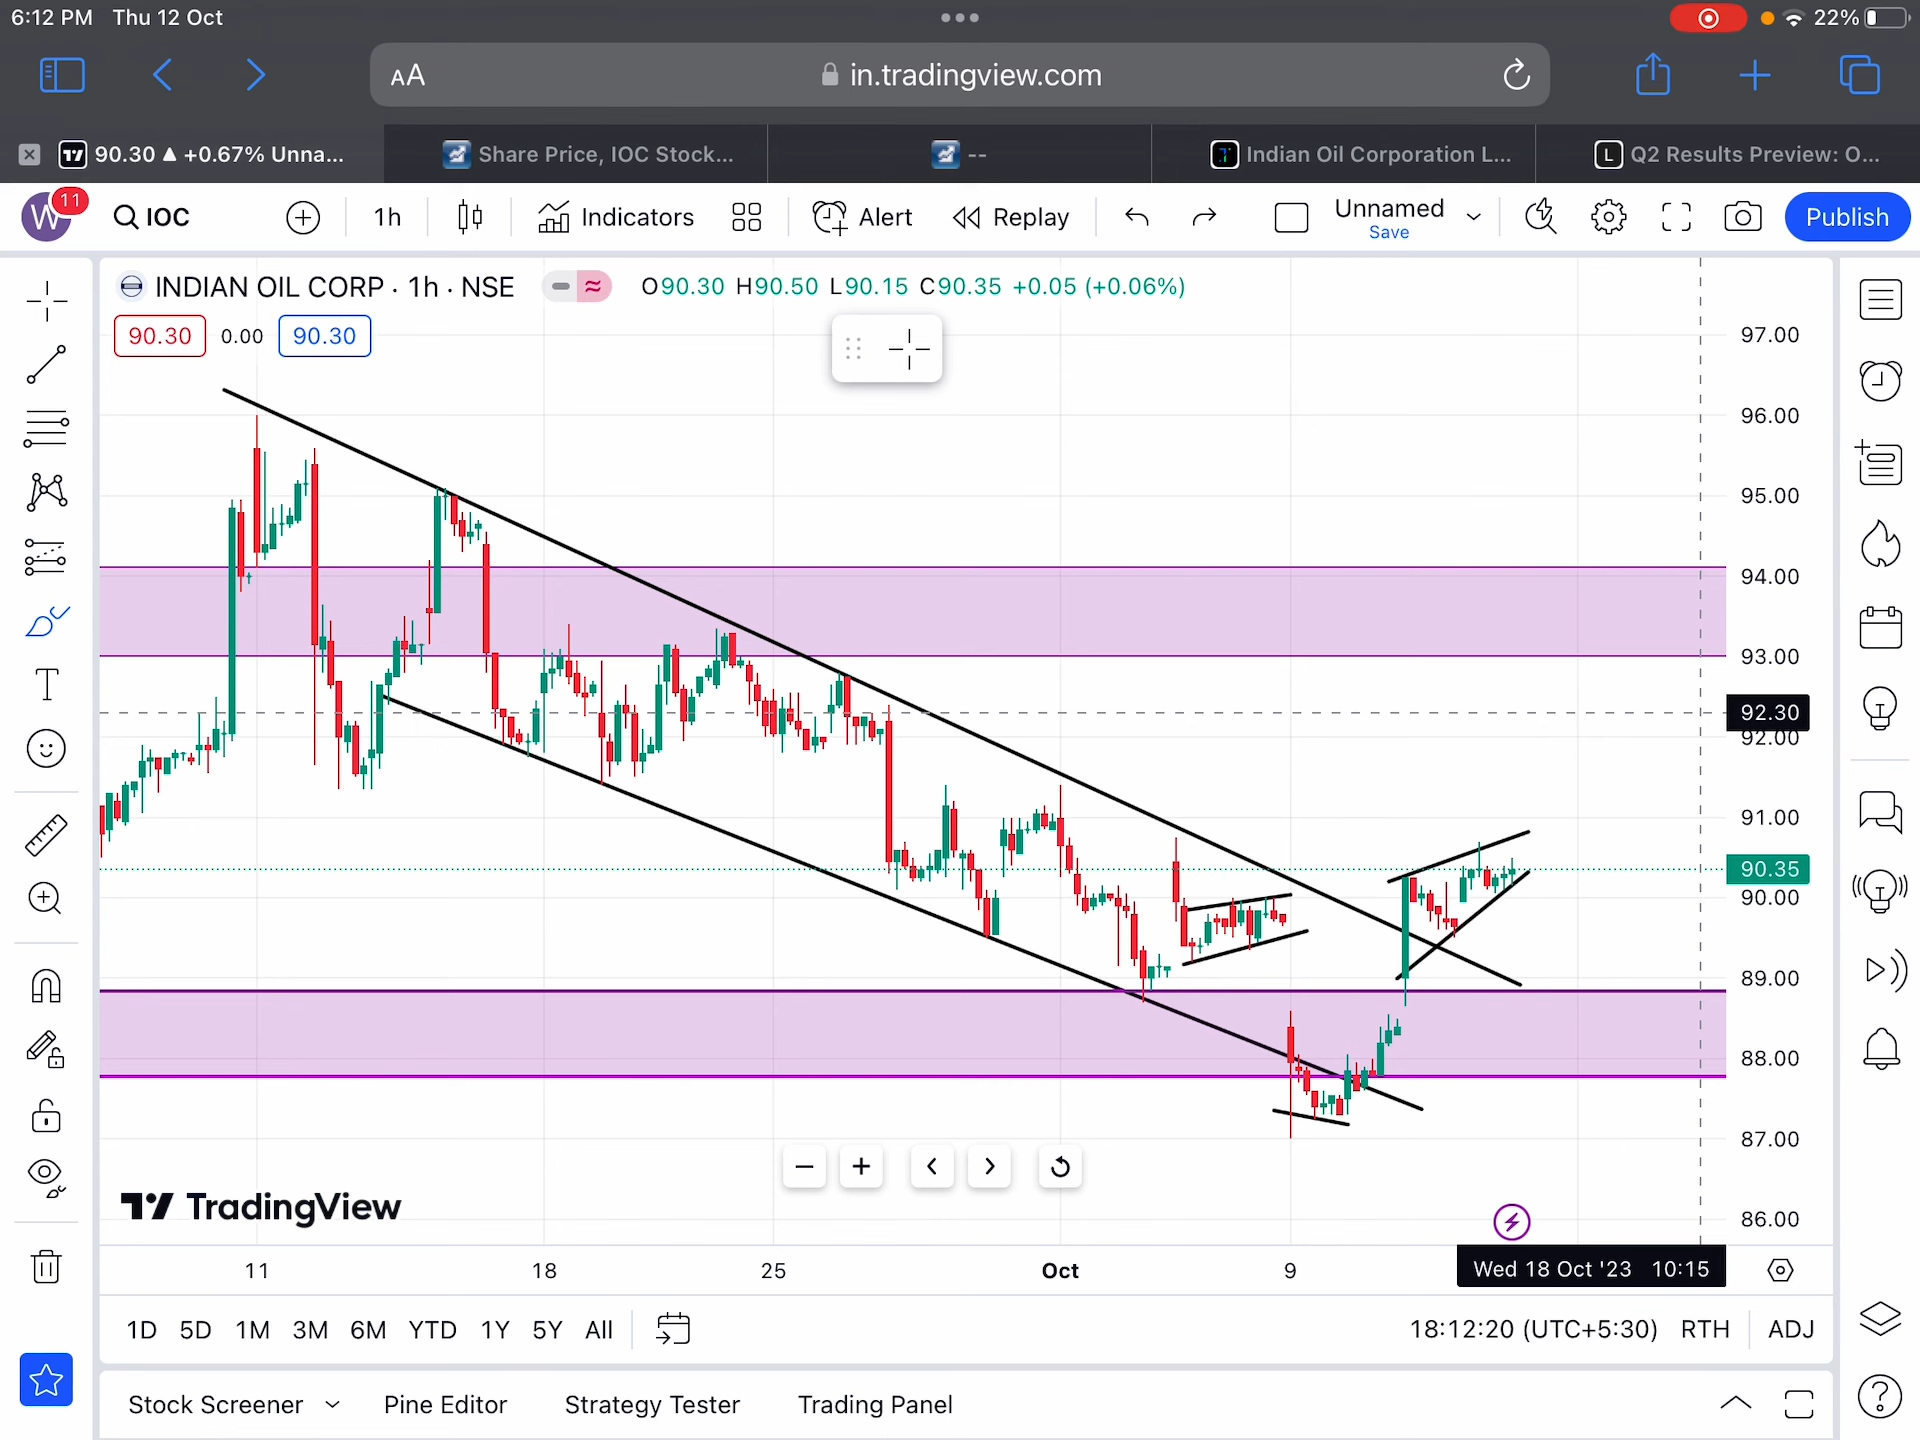 6:12 PM Thu 12 Oct
22%
AA in.tradingview.com
90.30 ▲ +0.67% Unna...
Share Price, IOC Stock...
--
Indian Oil Corporation L...
L Q2 Results Preview: O...
W 11 IOC 1h Indicators Alert Replay Unnamed Publish
Save
INDIAN OIL CORP · 1h · NSE O90.30 H90.50 L90.15 C90.35 +0.05 (+0.06%)
90.30 0.00 90.30
97.00
96.00
95.00
94.00
93.00
92.30
92.00
91.00
90.35
90.00
89.00
88.00
87.00
86.00
TradingView
11 18 25 Oct 9 Wed 18 Oct '23 10:15
1D 5D 1M 3M 6M YTD 1Y 5Y All 18:12:20 (UTC+5:30) RTH ADJ
Stock Screener Pine Editor Strategy Tester Trading Panel